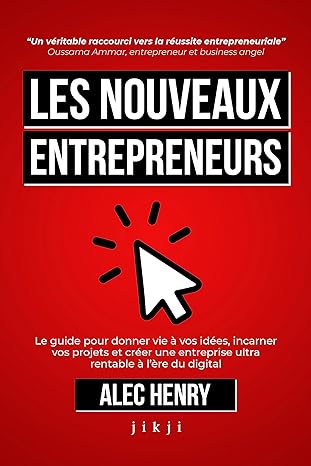 “Un véritable raccourci vers la réussite entrepreneuriale”
Oussama Ammar, entrepreneur et business angel
LES NOUVEAUX
ENTREPRENEURS
Le guide pour donner vie à vos idées, incarner
vos projets et créer une entreprise ultra
rentable à l’ère du digital
ALEC HENRY
jikji